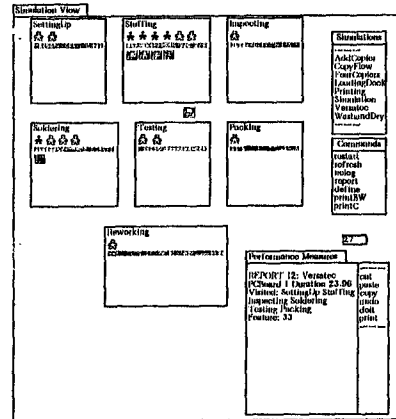 Simulation View
SettingUp
Stuffing
Inspecting
Simulations
AddCopier
CopyFlow
FourCopiers
LoadingDock
Printing
Simulation
Versatec
WashandDry
Soldering
Testing
Packing
Commands
restart
refresh
nolog
report
define
printBW
printC
Reworking
27
Performance Measures
REPORT 12: Versatec
PCBoard 1 Duration 23.06
Visited: SettingUp Stuffing
Inspecting Soldering
Testing Packing
Feature: 33
cut
paste
copy
undo
doit
print